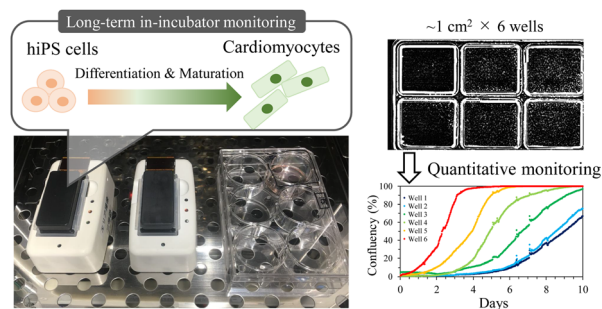 Long-term in-incubator monitoring
hiPS cells
Cardiomyocytes
Differentiation & Maturation
~1 cm² × 6 wells
Quantitative monitoring
Confluency (%)
100
80
60
40
20
0
Well 1
Well 2
Well 3
Well 4
Well 5
Well 6
0 2 4 6 8 10
Days